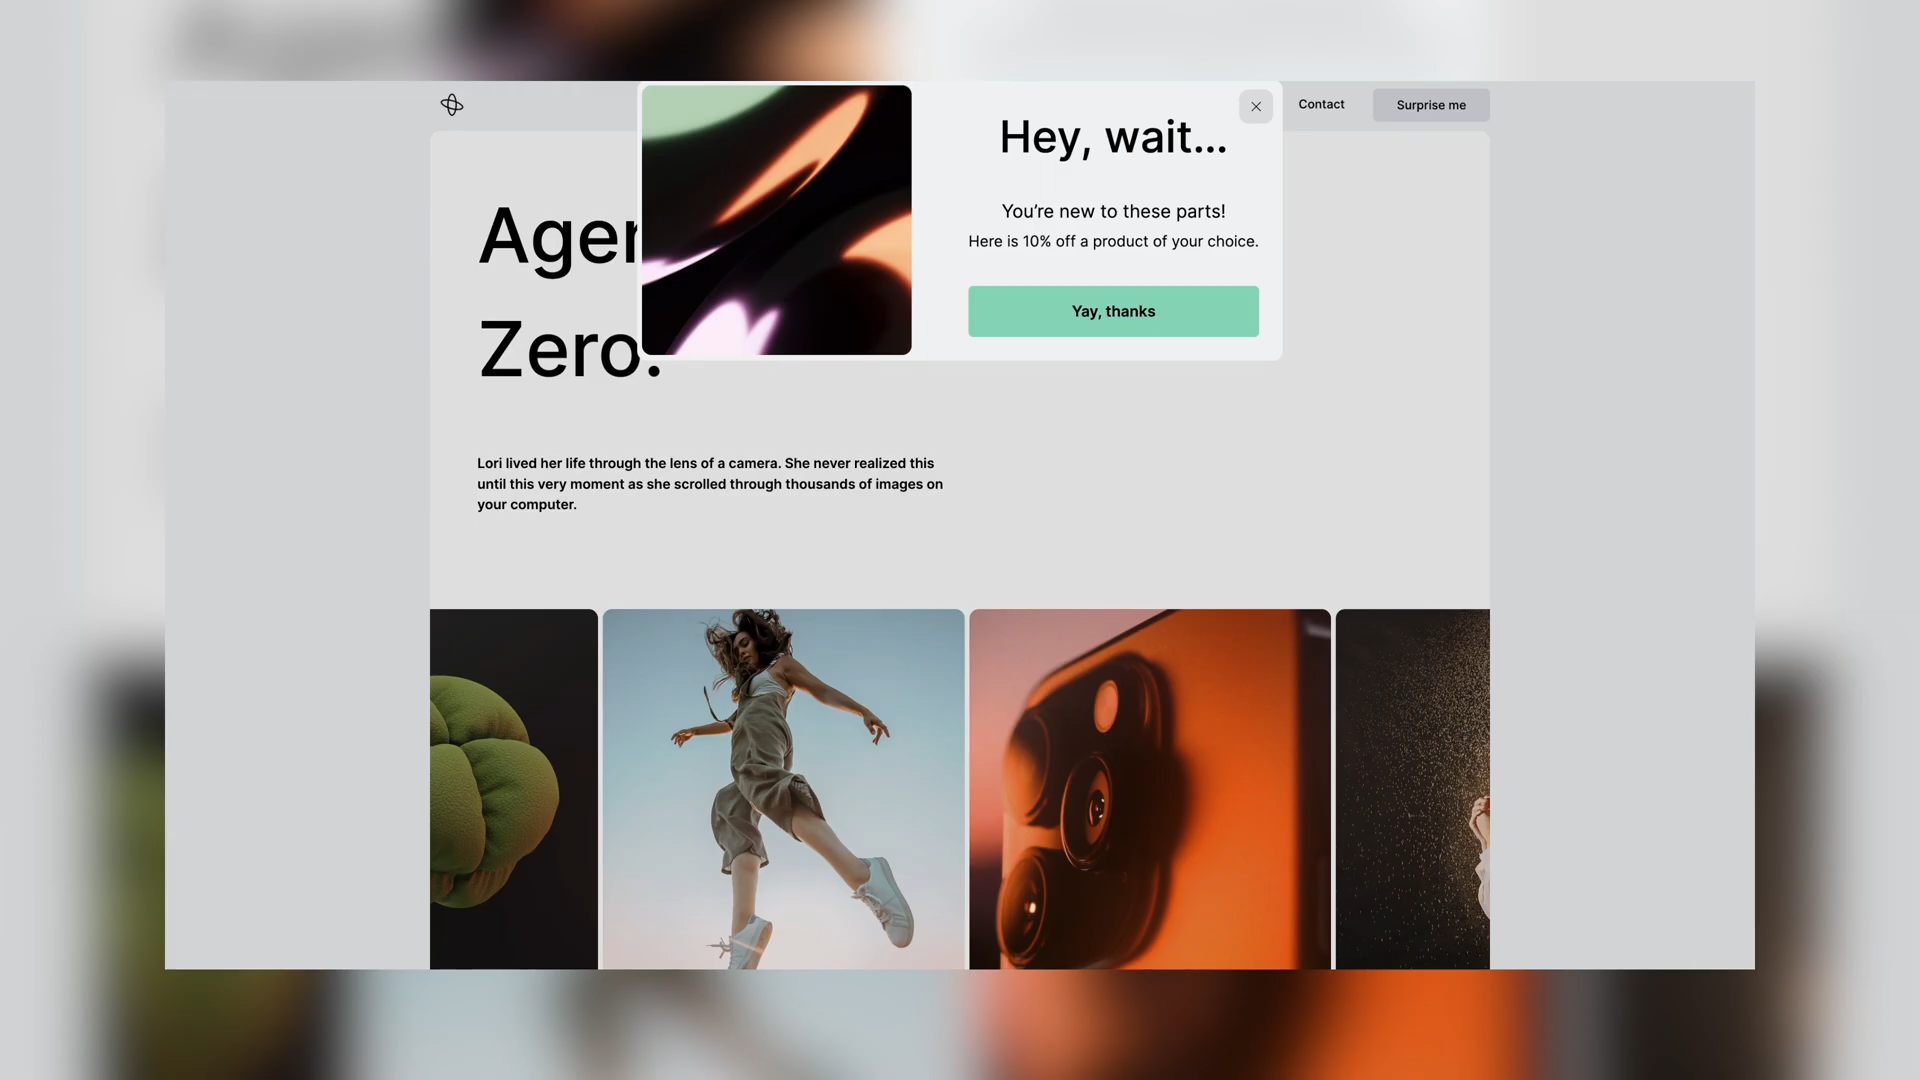 Contact
Surprise me
Hey, wait...
You're new to these parts!
Here is 10% off a product of your choice.
Yay, thanks
Zero.
Lori lived her life through the lens of a camera. She never realized this
until this very moment as she scrolled through thousands of images on
your computer.